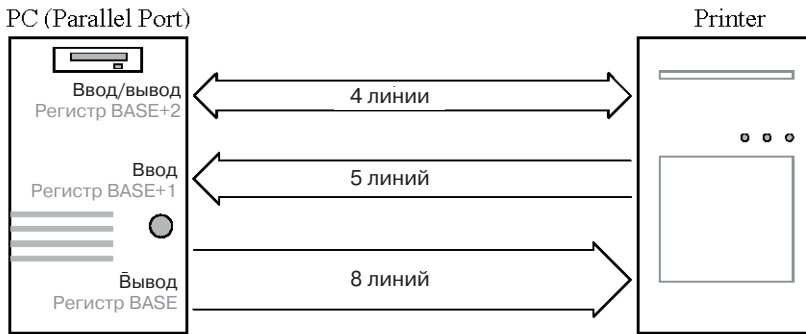 PC (Parallel Port)
Printer
Ввод/вывод
Регистр BASE+2
4 линии
Ввод
Регистр BASE+1
5 линий
Вывод
Регистр BASE
8 линий